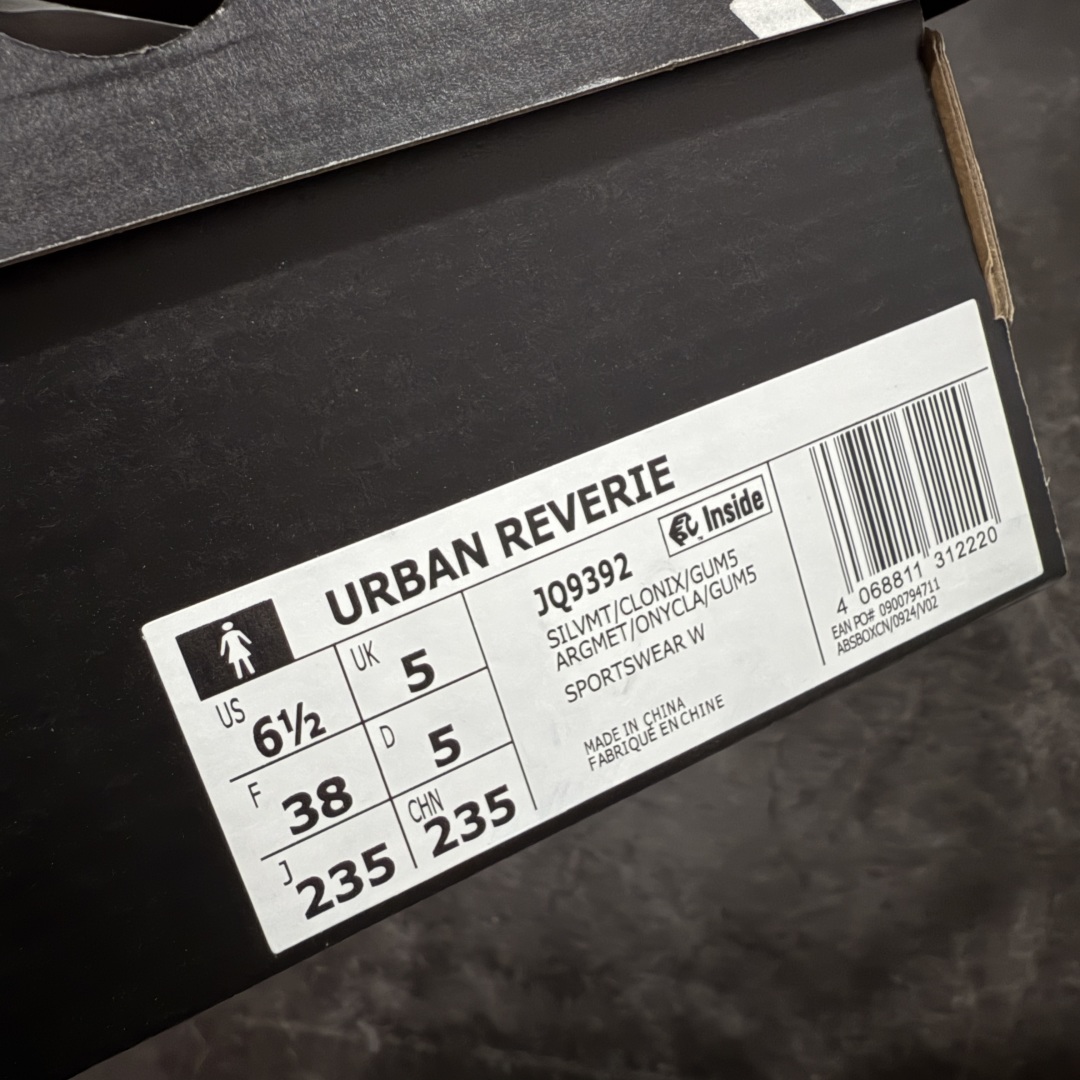 URBAN REVERIE
US 6½
UK 5
F 38
D 5
J 235
CHN 235
JQ9392
Inside
SILVMT/CLONIX/GUM5
ARGMET/ONYCLA/GUM5
SPORTSWEAR W
MADE IN CHINA
FABRIQUÉ EN CHINE
4 068811 312220
EAN PO# 0900794711
ABSBOXCN/0924/V02